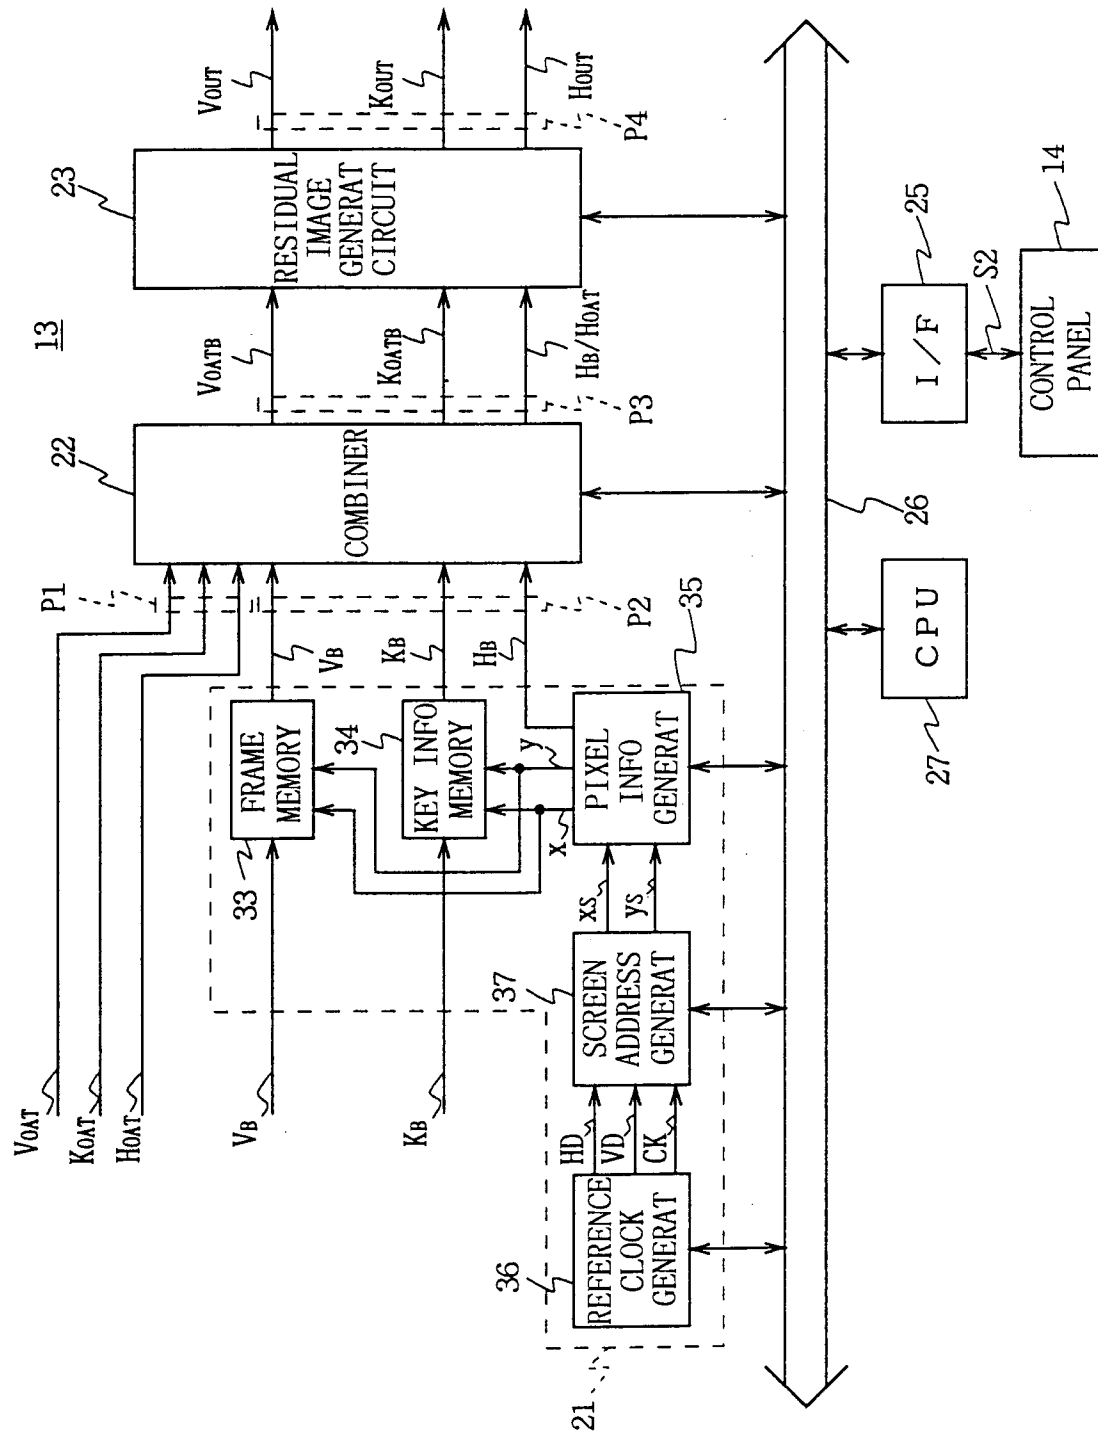 13
VOAT
KOAT
HOAT
VB
KB
P1
22
COMBINER
23
RESIDUAL
IMAGE
GENERAT
CIRCUIT
VOUT
KOUT
HOUT
P4
VOATB
KOATB
HB/HOAT
P3
VB
KB
HB
P2
33
FRAME
MEMORY
34
KEY INFO
MEMORY
35
PIXEL
INFO
GENERAT
x
y
xs
ys
37
SCREEN
ADDRESS
GENERAT
HD
VD
CK
36
REFERENCE
CLOCK
GENERAT
21
26
27
CPU
25
I/F
S2
14
CONTROL
PANEL